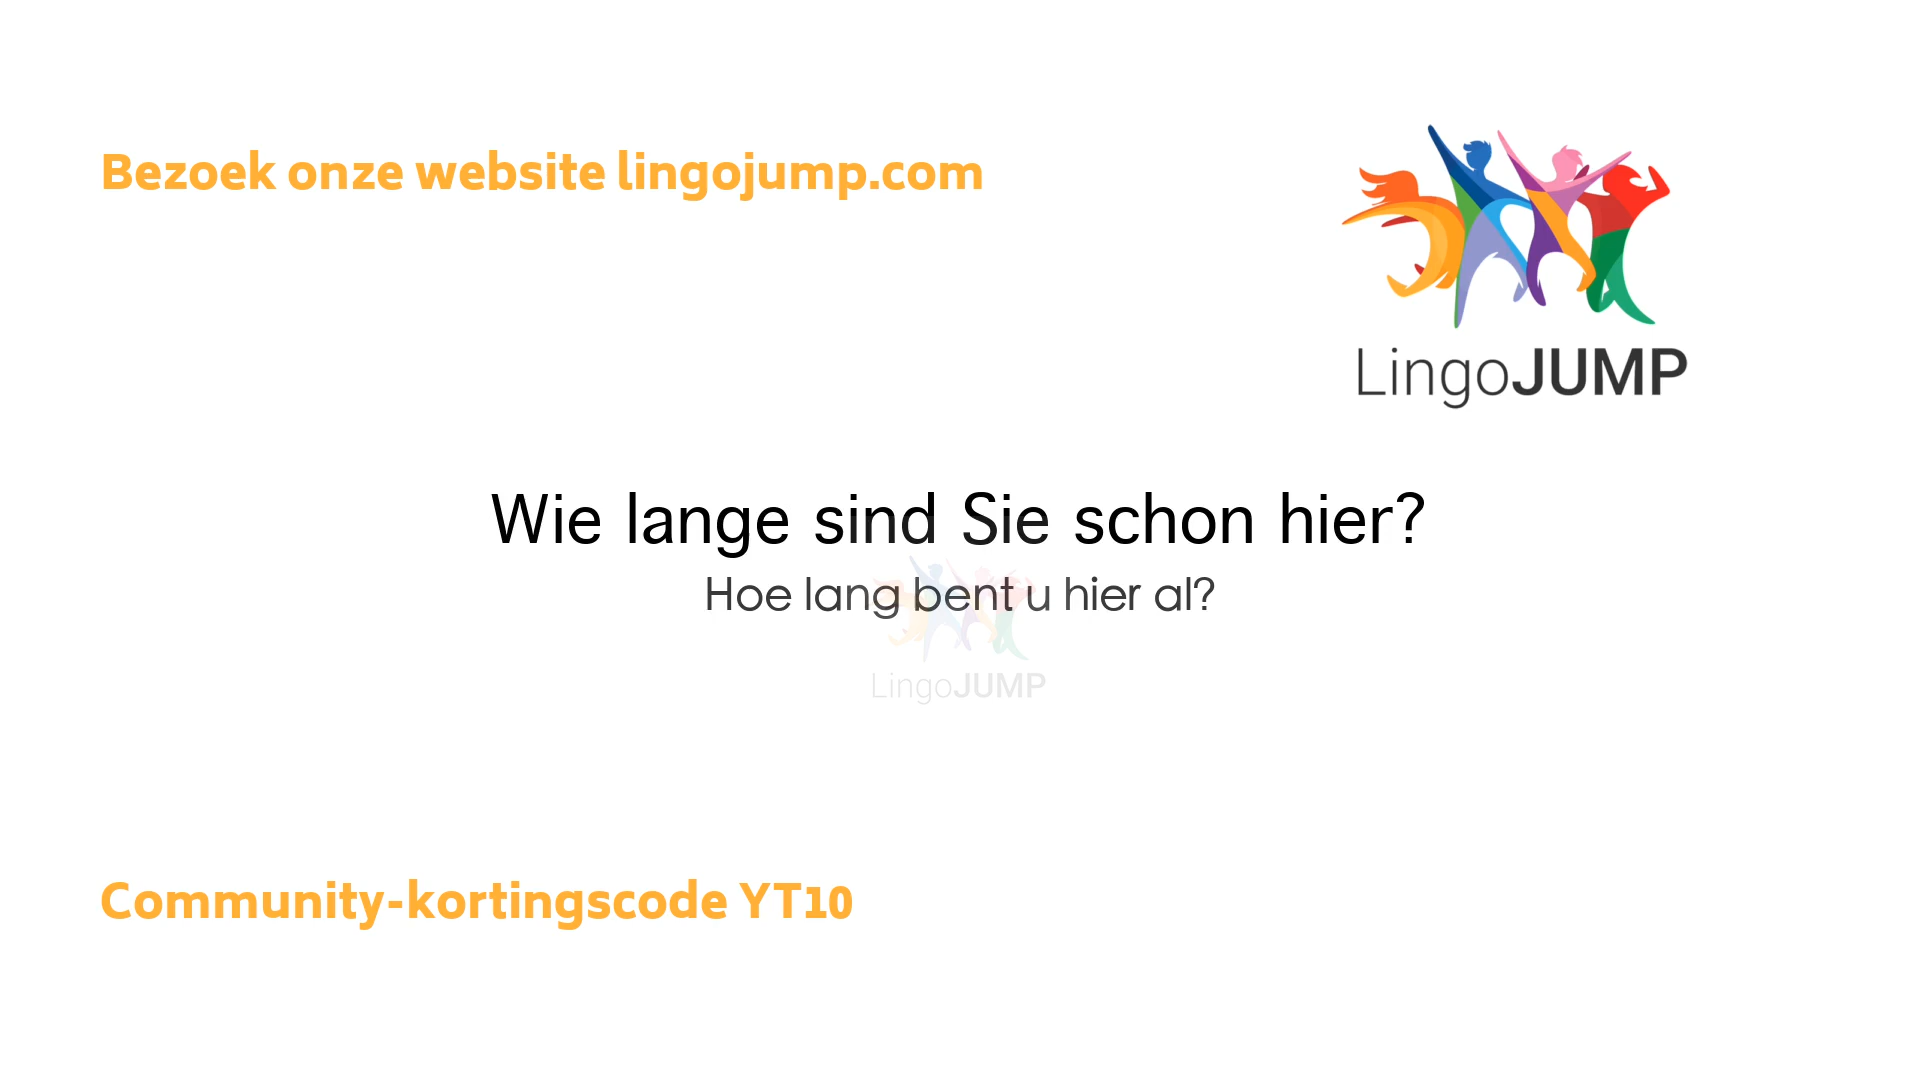 Bezoek onze website lingojump.com
LingoJUMP
Wie lange sind Sie schon hier?
Hoe lang bent u hier al?
LingoJUMP
Community-kortingscode YT10